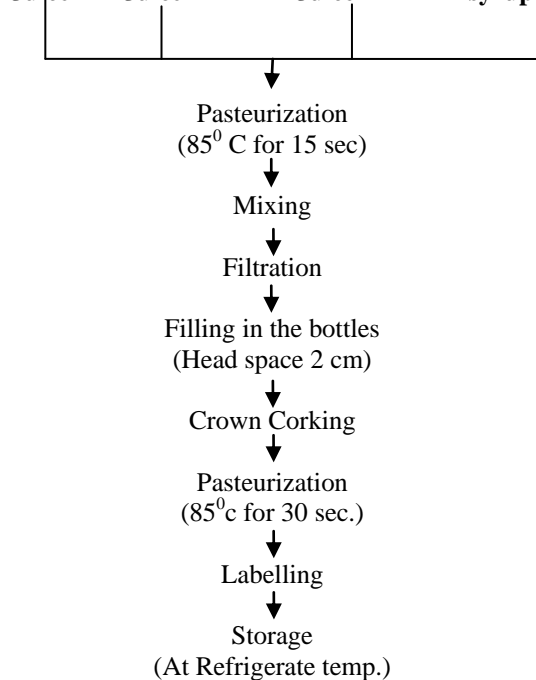 Pasteurization
(85⁰ C for 15 sec)
Mixing
Filtration
Filling in the bottles
(Head space 2 cm)
Crown Corking
Pasteurization
(85⁰c for 30 sec.)
Labelling
Storage
(At Refrigerate temp.)